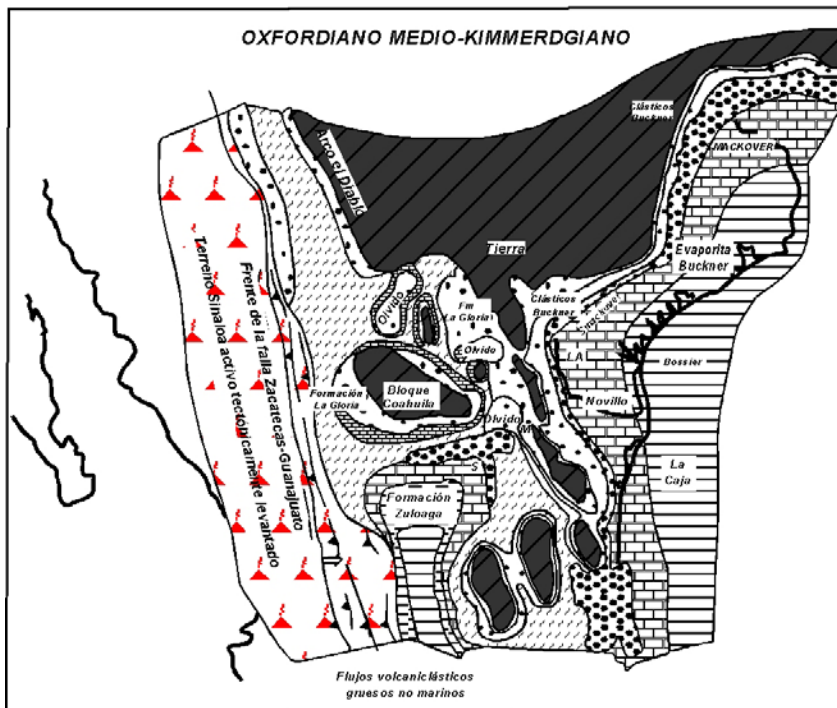 OXFORDIANO MEDIO-KIMMERDGIANO
Clásticos
Buckner
MACKOVER
Arco el Diablo
Tierra
Evaporita
Buckner
Olvido
Fm
La Gloria
Clásticos
Buckner
Smackover
Terreno Sinaloa activo tectónicamente levantado
Frente de la falla Zacatecas-Guanajuato
Olvido
LA
Bossier
Formación
La Gloria
Bloque
Coahuila
Novillo
Olvido
M
S
La
Caja
Formación
Zuloaga
Flujos volcaniclásticos
gruesos no marinos